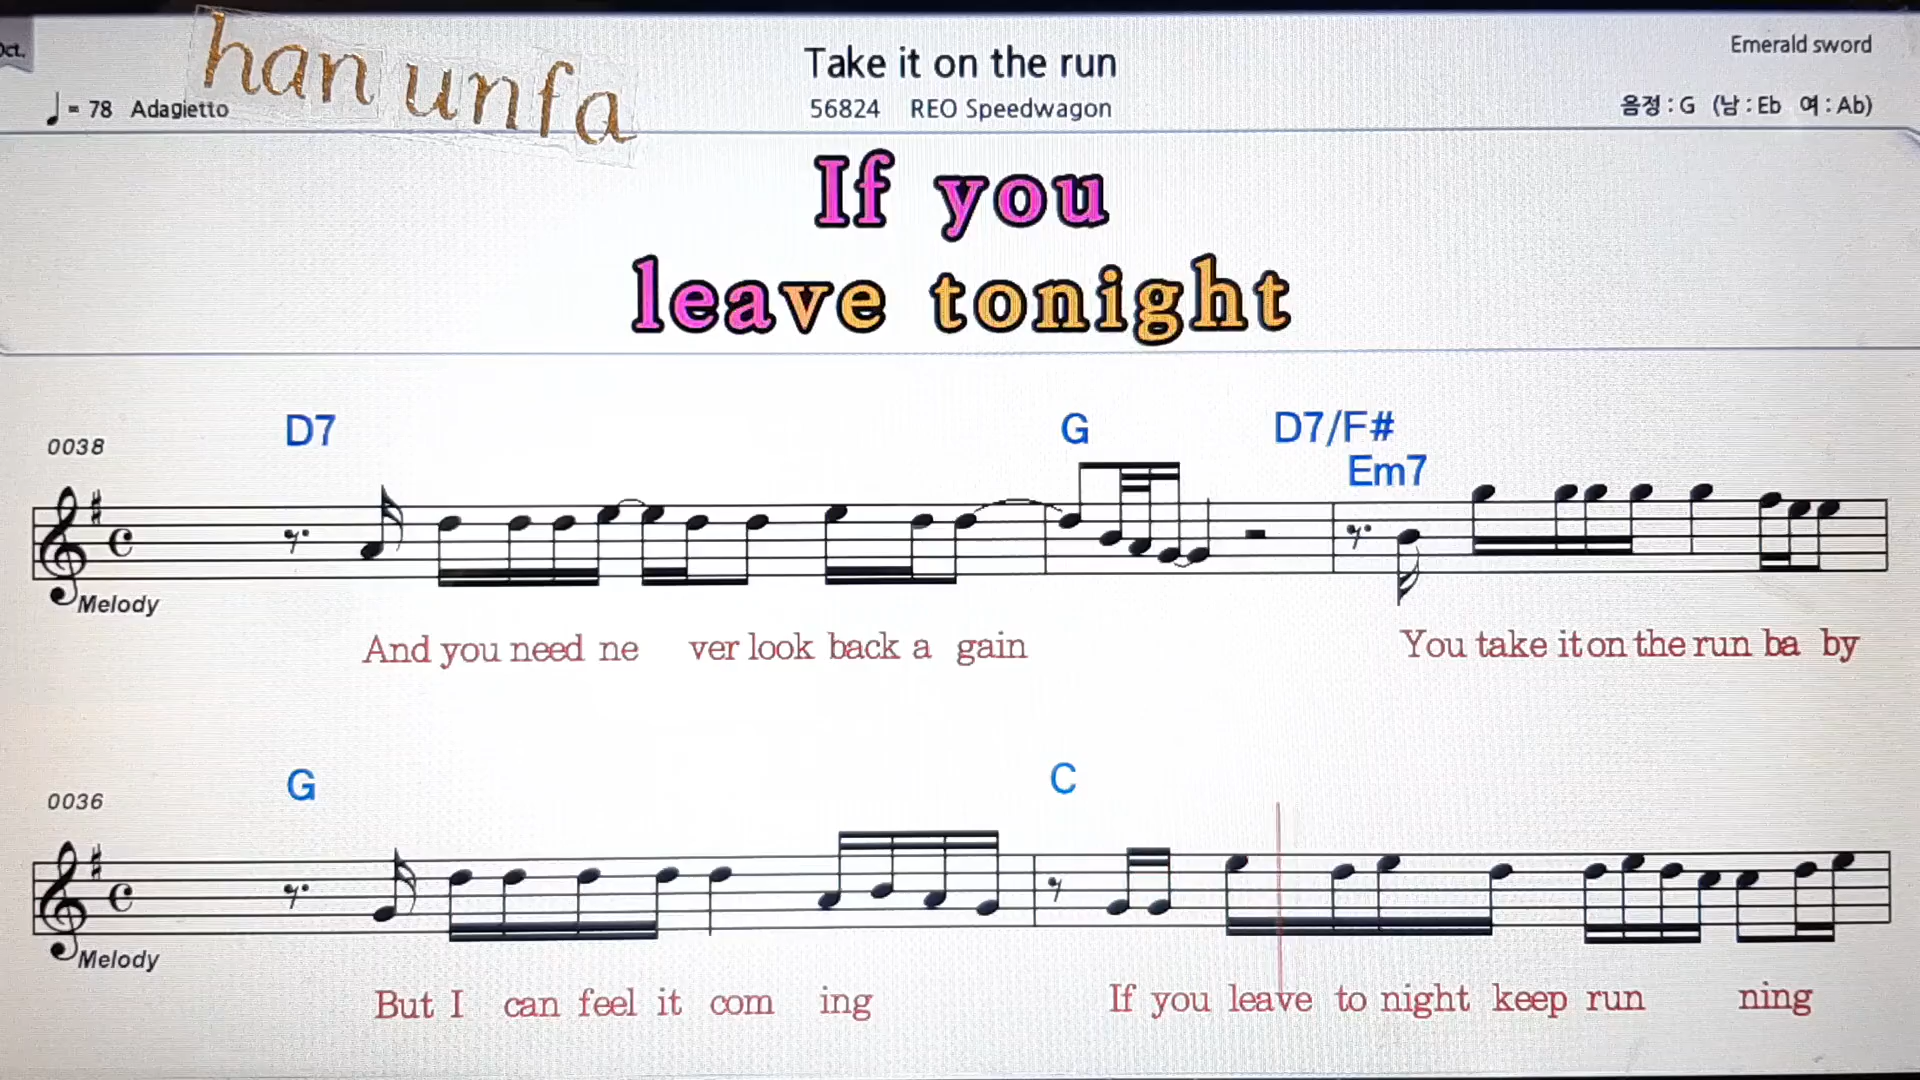 Oct.
han unfa
Take it on the run
Emerald sword
♩ = 78 Adagietto
56824 REO Speedwagon
음정 : G (남 : Eb 여 : Ab)
If you
leave tonight
D7 G D7/F#
Em7
0038
Melody
And you need ne ver look back a gain You take it on the run ba by
G C
0036
Melody
But I can feel it com ing If you leave to night keep run ning